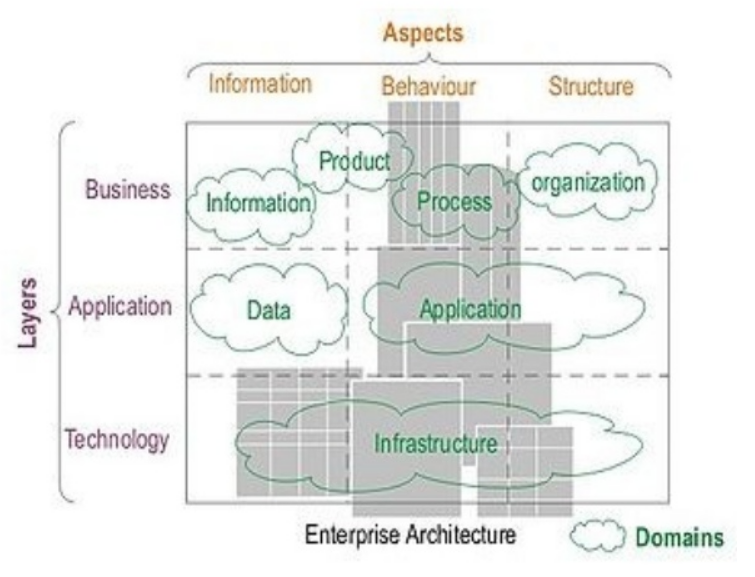 Aspects
Information Behaviour Structure
Business
Product
Information
Process
organization
Layers
Application
Data
Application
Technology
Infrastructure
Enterprise Architecture
Domains